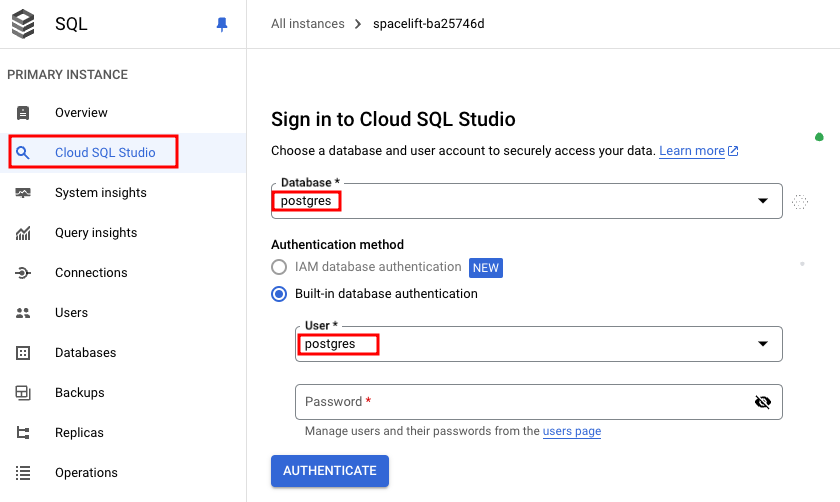 SQL
All instances > spacelift-ba25746d
PRIMARY INSTANCE
Overview
Cloud SQL Studio
System insights
Query insights
Connections
Users
Databases
Backups
Replicas
Operations
Sign in to Cloud SQL Studio
Choose a database and user account to securely access your data. Learn more
Database *
postgres
Authentication method
IAM database authentication NEW
Built-in database authentication
User *
postgres
Password *
Manage users and their passwords from the users page
AUTHENTICATE